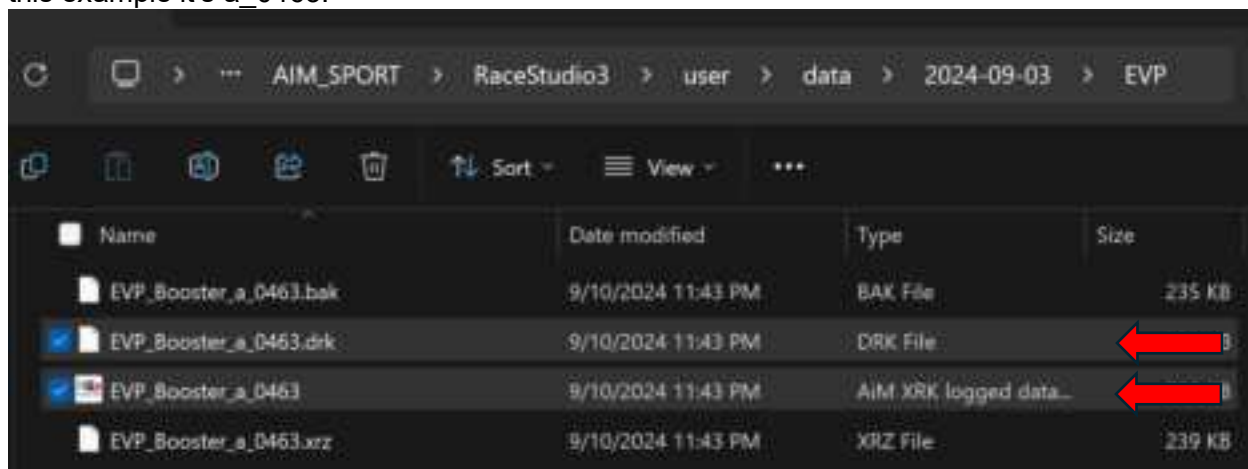 AIM_SPORT > RaceStudio3 > user > data > 2024-09-03 > EVP
Sort View
Name Date modified Type Size
EVP_Booster_a_0463.bak 9/10/2024 11:43 PM BAK File 235 KB
EVP_Booster_a_0463.drk 9/10/2024 11:43 PM DRK File
EVP_Booster_a_0463 9/10/2024 11:43 PM AiM XRK logged data...
EVP_Booster_a_0463.xrz 9/10/2024 11:43 PM XRZ File 239 KB